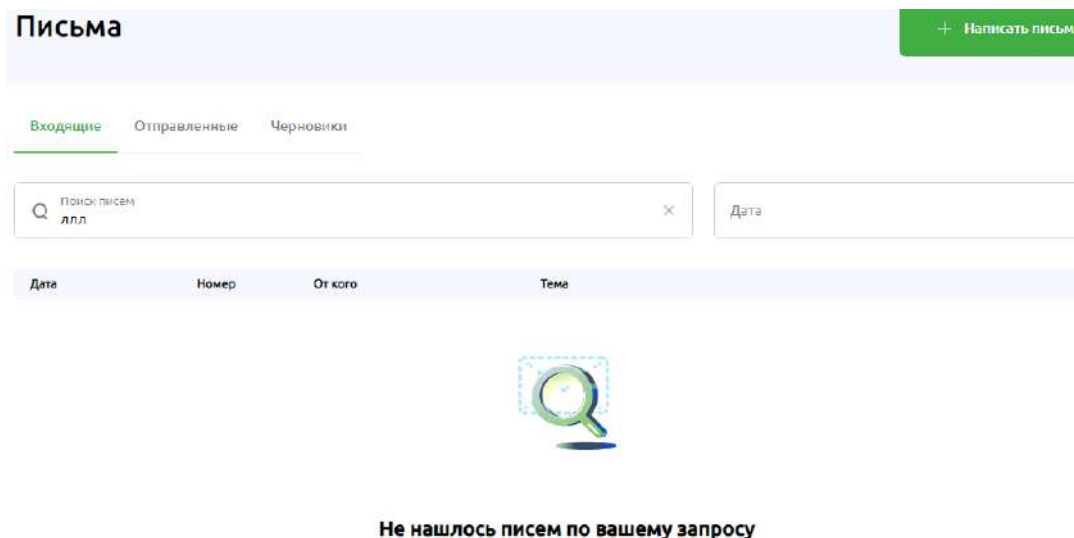 Письма
+ Написать письм
Входящие Отправленные Черновики
Поиск писем
ллл
Дата
Дата Номер От кого Тема
Не нашлось писем по вашему запросу